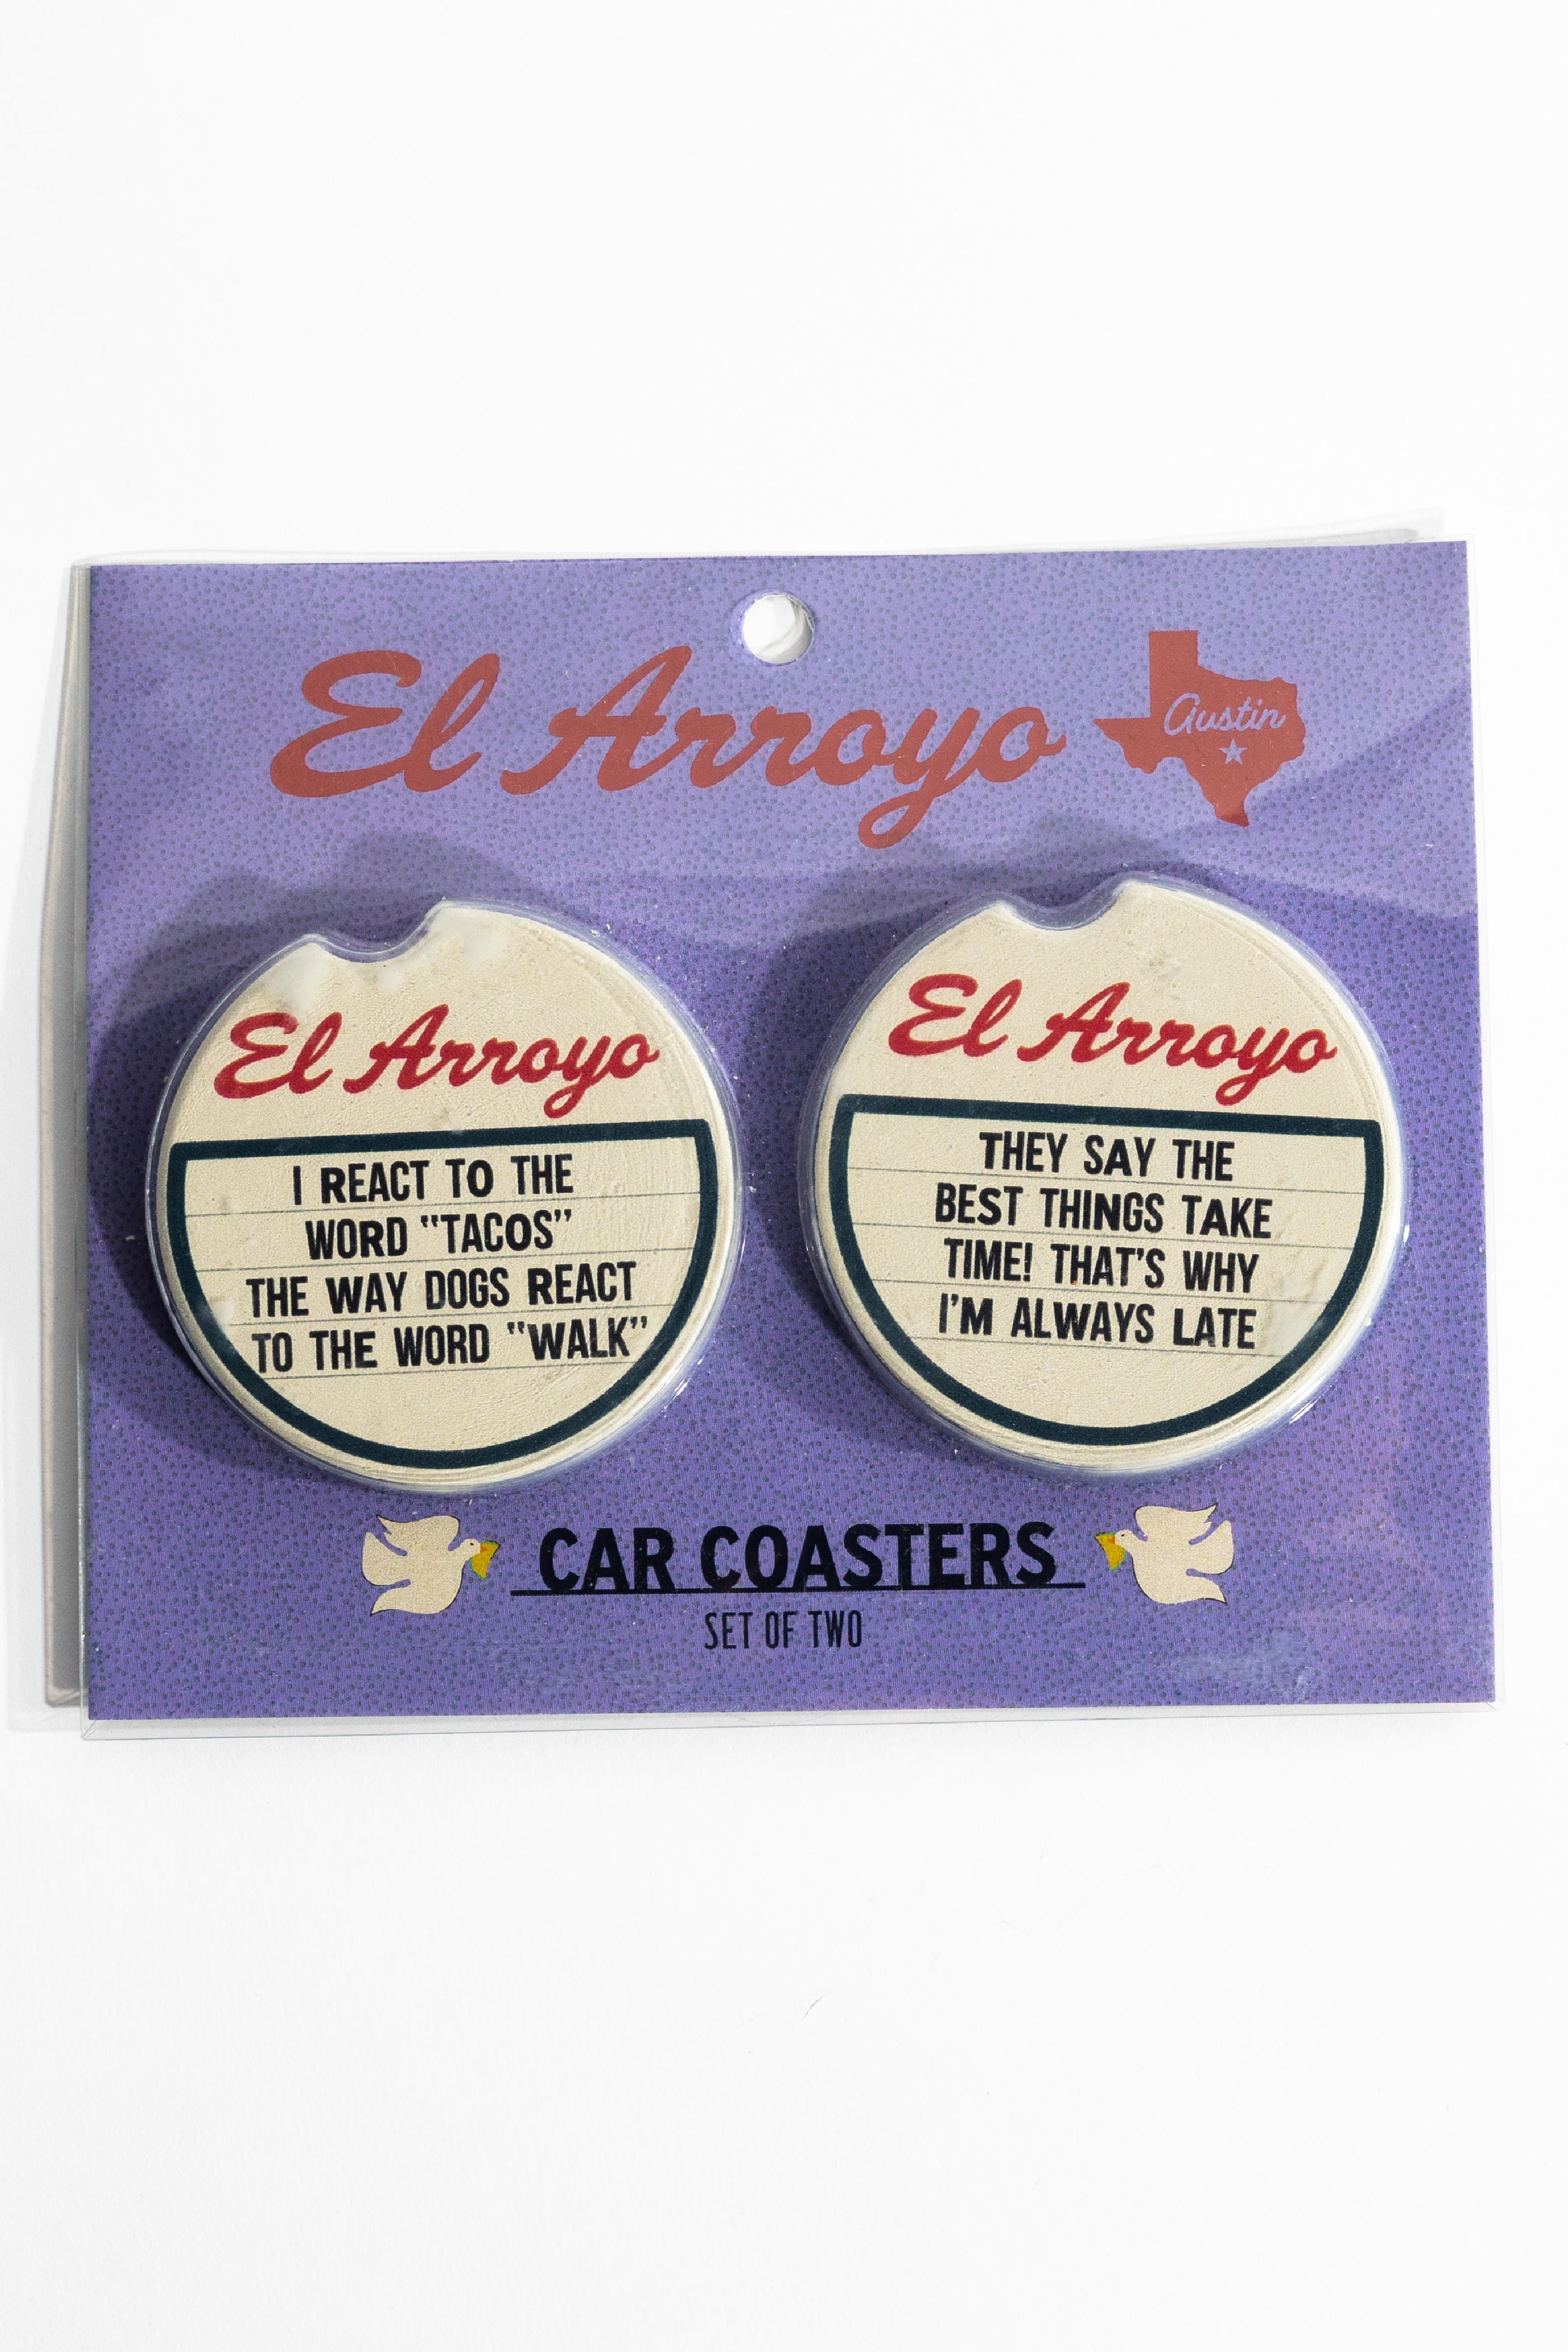 El Arroyo
Austin
El Arroyo
I REACT TO THE
WORD "TACOS"
THE WAY DOGS REACT
TO THE WORD "WALK"
El Arroyo
THEY SAY THE
BEST THINGS TAKE
TIME! THAT'S WHY
I'M ALWAYS LATE
CAR COASTERS
SET OF TWO